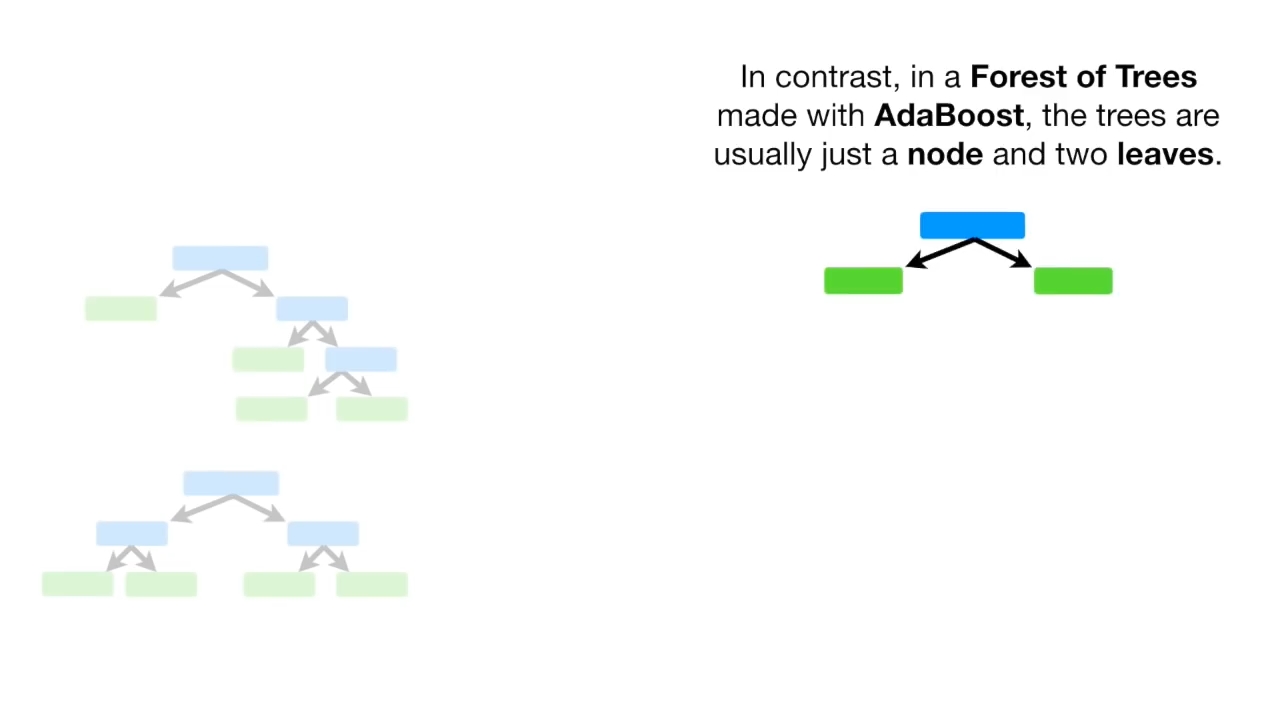 In contrast, in a Forest of Trees
made with AdaBoost, the trees are
usually just a node and two leaves.